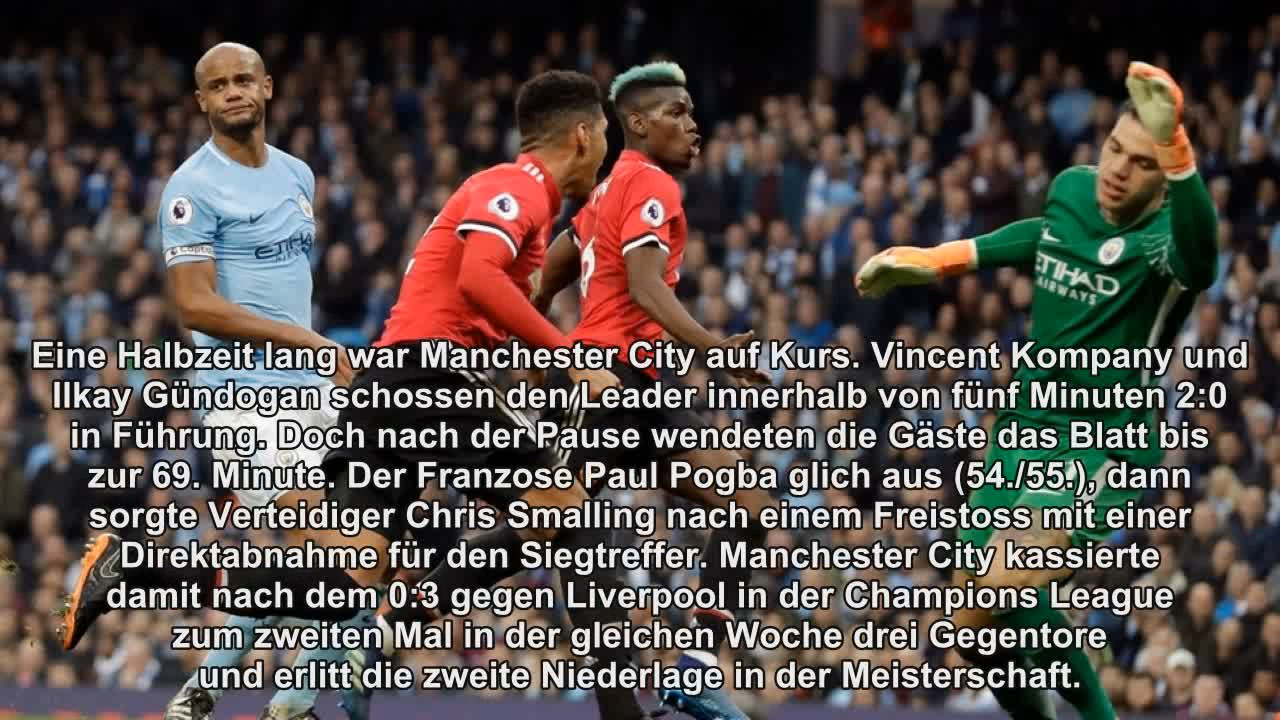 Eine Halbzeit lang war Manchester City auf Kurs. Vincent Kompany und
Ilkay Gündogan schossen den Leader innerhalb von fünf Minuten 2:0
in Führung. Doch nach der Pause wendeten die Gäste das Blatt bis
zur 69. Minute. Der Franzose Paul Pogba glich aus (54./55.), dann
sorgte Verteidiger Chris Smalling nach einem Freistoss mit einer
Direktabnahme für den Siegtreffer. Manchester City kassierte
damit nach dem 0:3 gegen Liverpool in der Champions League
zum zweiten Mal in der gleichen Woche drei Gegentore
und erlitt die zweite Niederlage in der Meisterschaft.
ETIHAD
AIRWAYS